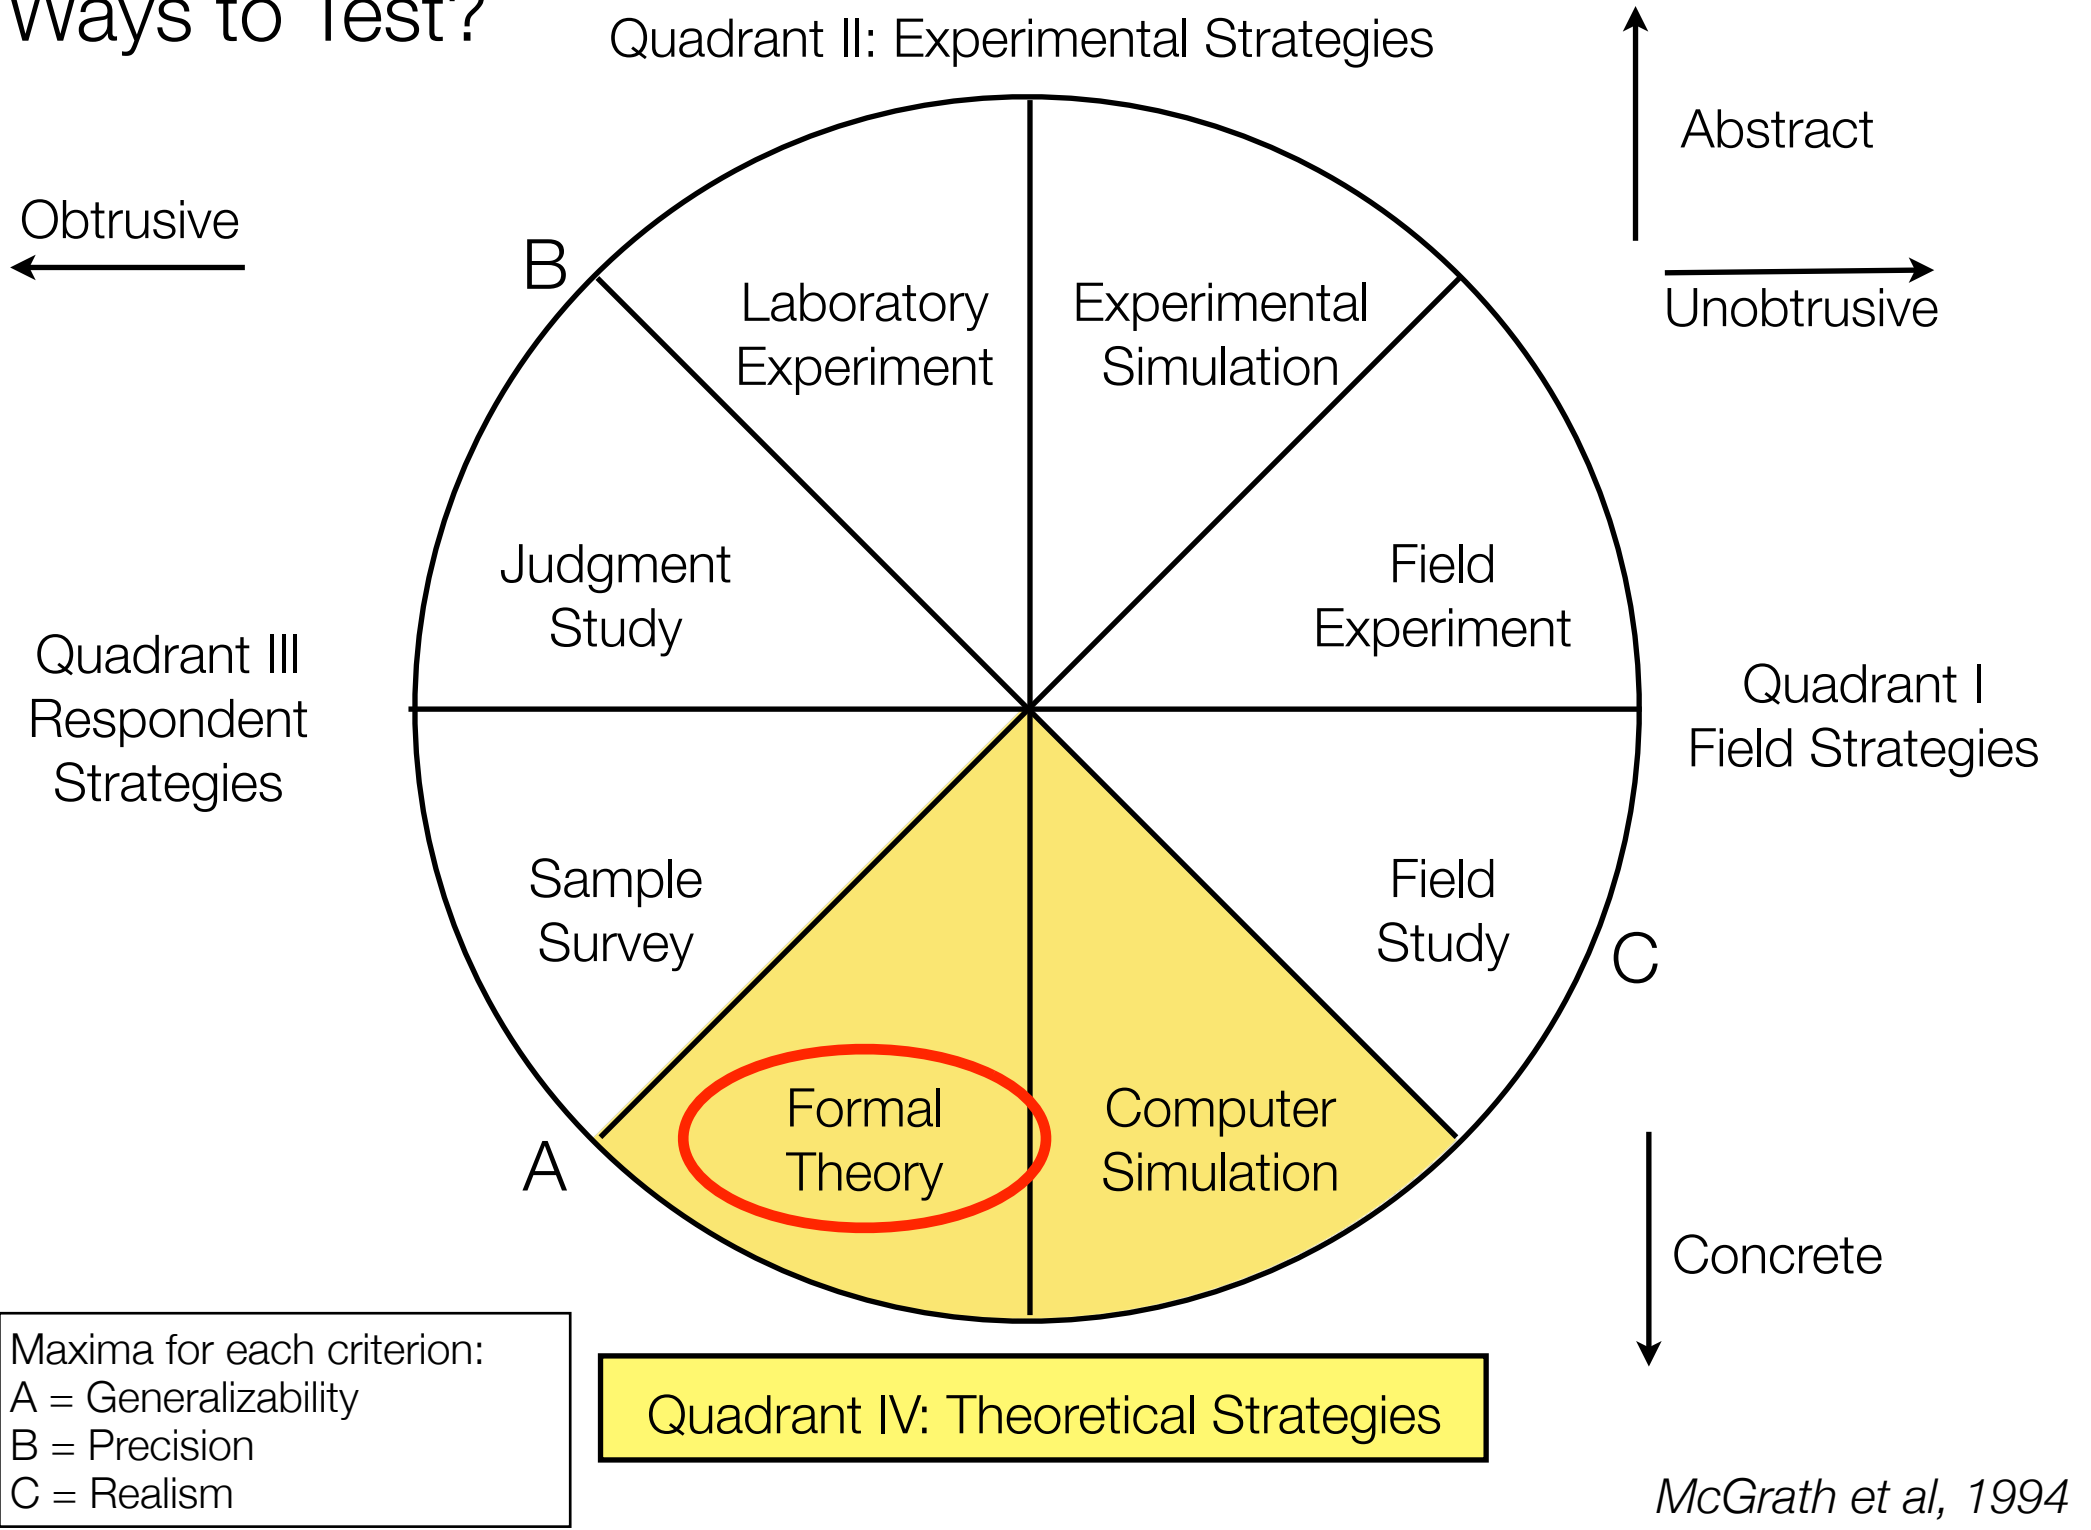 Ways to Test?
Quadrant II: Experimental Strategies
Abstract
Obtrusive
Unobtrusive
B
Laboratory
Experiment
Experimental
Simulation
Judgment
Study
Field
Experiment
Quadrant III
Respondent
Strategies
Quadrant I
Field Strategies
Sample
Survey
Field
Study
C
Formal
Theory
Computer
Simulation
A
Concrete
Maxima for each criterion:
A = Generalizability
B = Precision
C = Realism
Quadrant IV: Theoretical Strategies
McGrath et al, 1994